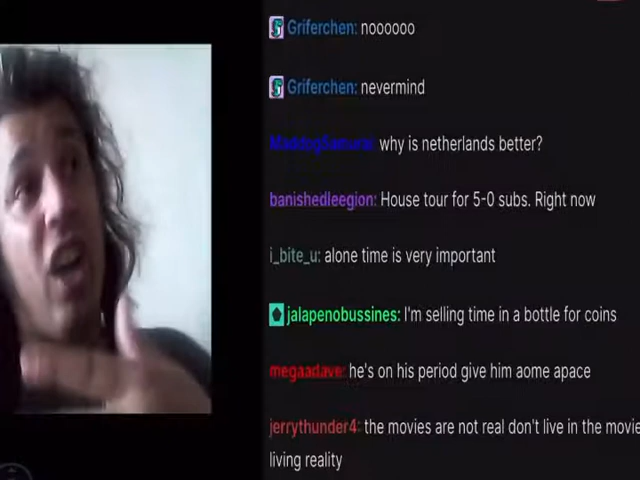 Griferchen: noooooo
Griferchen: nevermind
MaddogSamurai: why is netherlands better?
banishedleegion: House tour for 5-0 subs. Right now
i_bite_u: alone time is very important
jalapenobussines: I'm selling time in a bottle for coins
megaadave: he's on his period give him aome apace
jerrythunder4: the movies are not real don't live in the movie
living reality